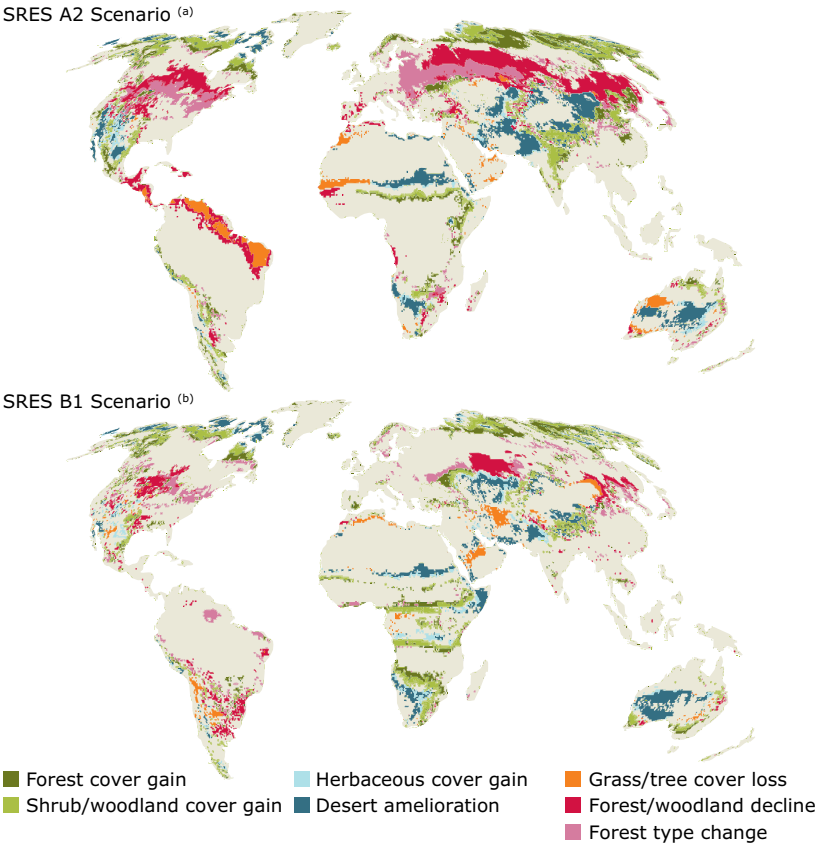 SRES A2 Scenario (a)
SRES B1 Scenario (b)
Forest cover gain
Herbaceous cover gain
Grass/tree cover loss
Shrub/woodland cover gain
Desert amelioration
Forest/woodland decline
Forest type change